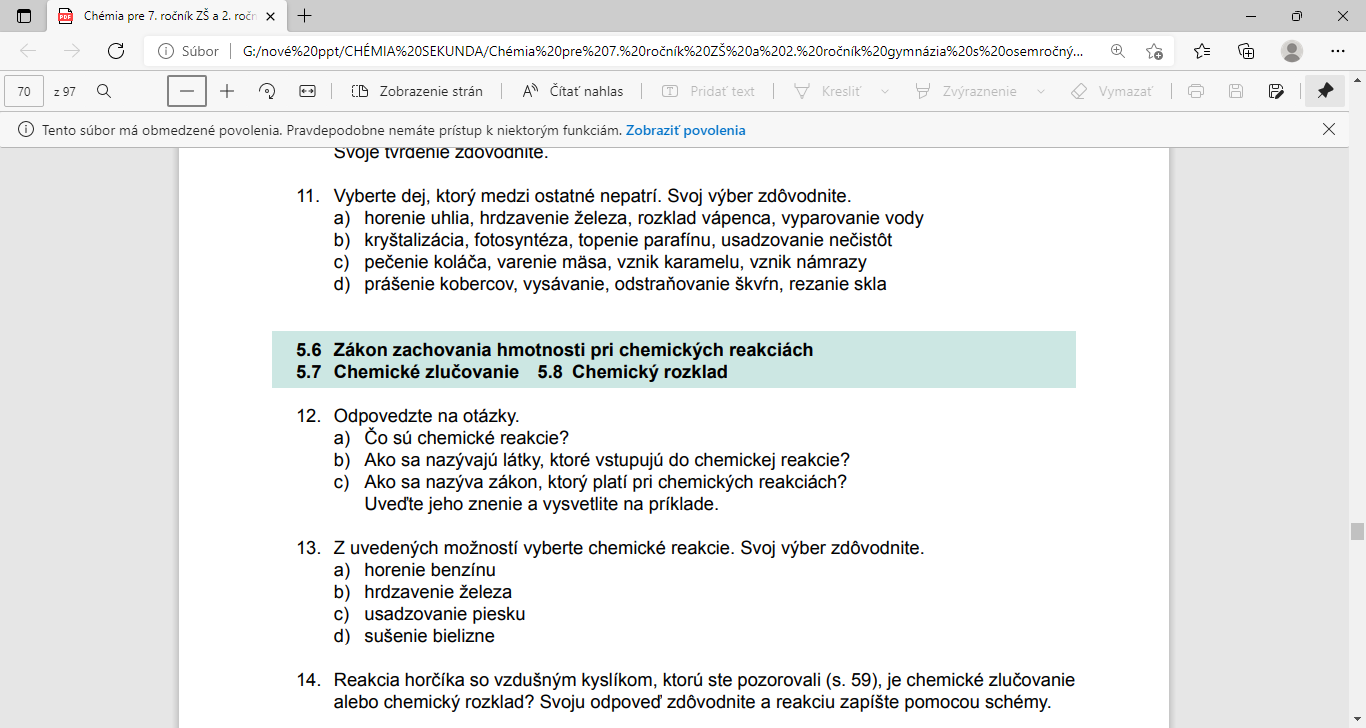 Chémia pre 7. ročník ZŠ a 2. ročn
Súbor G:/nové%20ppt/CHÉMIA%20SEKUNDA/Chémia%20pre%207.%20ročník%20ZŠ%20a%202.%20ročník%20gymnázia%20s%20osemročný...
70 z 97 Zobrazenie strán Čítať nahlas Pridať text Kresliť Zvýraznenie Vymazať
Tento súbor má obmedzené povolenia. Pravdepodobne nemáte prístup k niektorým funkciám. Zobraziť povolenia
Svoje tvrdenie zdôvodnite.
11. Vyberte dej, ktorý medzi ostatné nepatrí. Svoj výber zdôvodnite.
a) horenie uhlia, hrdzavenie železa, rozklad vápenca, vyparovanie vody
b) kryštalizácia, fotosyntéza, topenie parafínu, usadzovanie nečistôt
c) pečenie koláča, varenie mäsa, vznik karamelu, vznik námrazy
d) prášenie kobercov, vysávanie, odstraňovanie škvŕn, rezanie skla
5.6 Zákon zachovania hmotnosti pri chemických reakciách
5.7 Chemické zlučovanie 5.8 Chemický rozklad
12. Odpovedzte na otázky.
a) Čo sú chemické reakcie?
b) Ako sa nazývajú látky, ktoré vstupujú do chemickej reakcie?
c) Ako sa nazýva zákon, ktorý platí pri chemických reakciách?
Uveďte jeho znenie a vysvetlite na príklade.
13. Z uvedených možností vyberte chemické reakcie. Svoj výber zdôvodnite.
a) horenie benzínu
b) hrdzavenie železa
c) usadzovanie piesku
d) sušenie bielizne
14. Reakcia horčíka so vzdušným kyslíkom, ktorú ste pozorovali (s. 59), je chemické zlučovanie
alebo chemický rozklad? Svoju odpoveď zdôvodnite a reakciu zapíšte pomocou schémy.